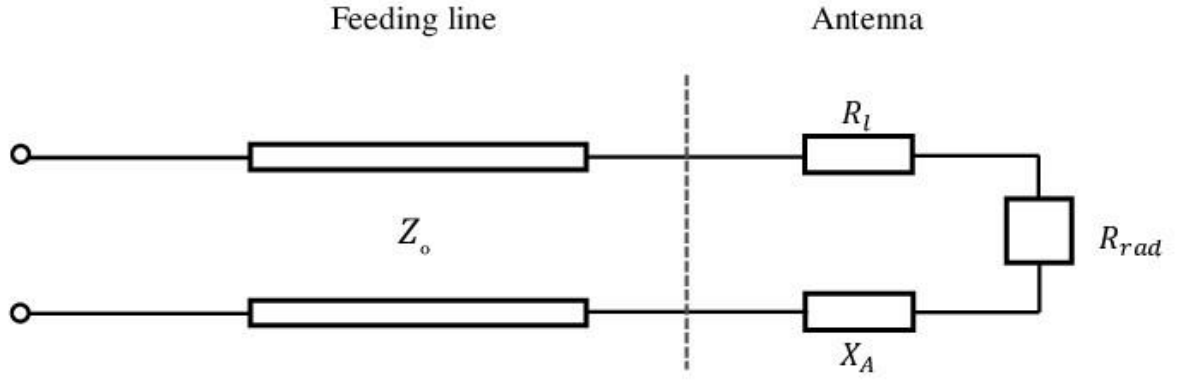 Feeding line
Antenna
R_l
Z_o
R_rad
X_A